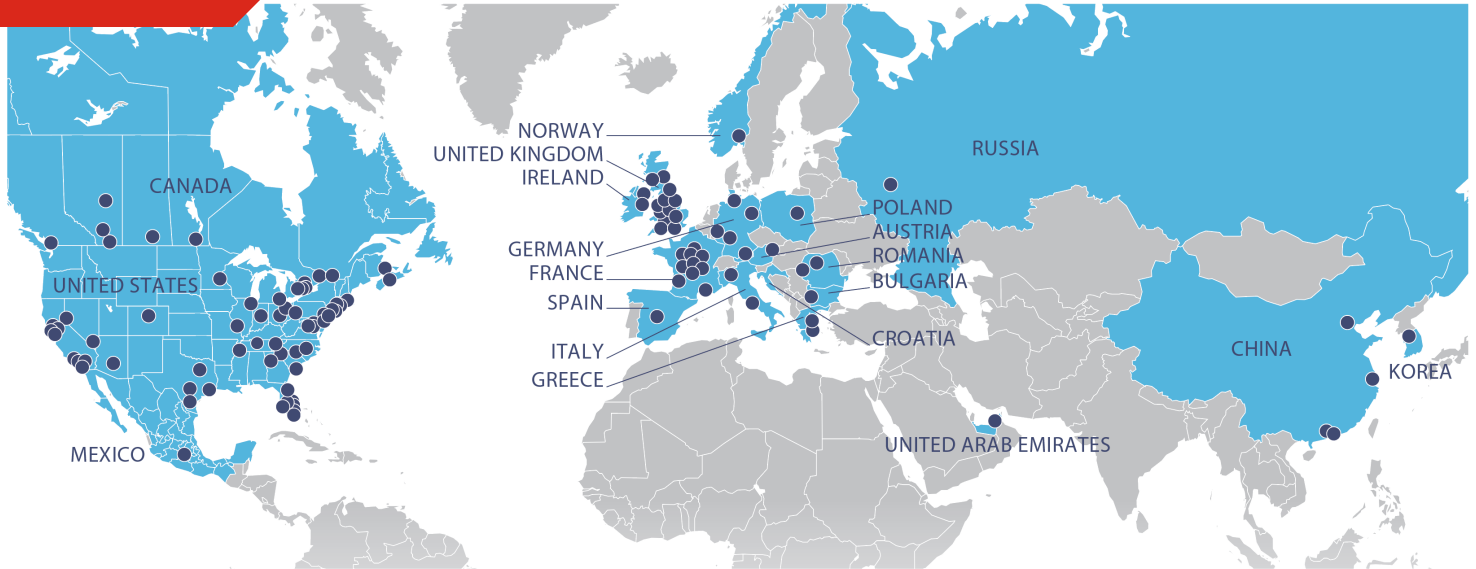 CANADA
UNITED STATES
MEXICO
NORWAY
UNITED KINGDOM
IRELAND
GERMANY
FRANCE
SPAIN
ITALY
GREECE
RUSSIA
POLAND
AUSTRIA
ROMANIA
BULGARIA
CROATIA
UNITED ARAB EMIRATES
CHINA
KOREA